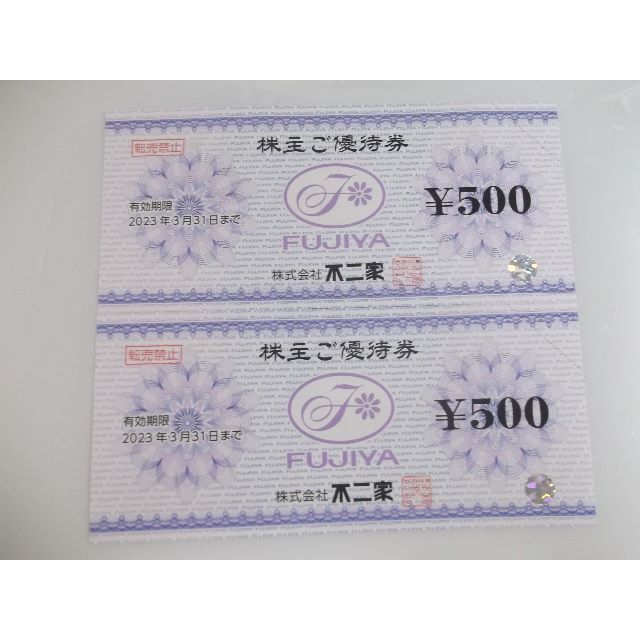 転売禁止
株主ご優待券
有効期限
2023年3月31日まで
F
¥500
FUJIYA
株式会社 不二家
転売禁止
株主ご優待券
有効期限
2023年3月31日まで
F
¥500
FUJIYA
株式会社 不二家